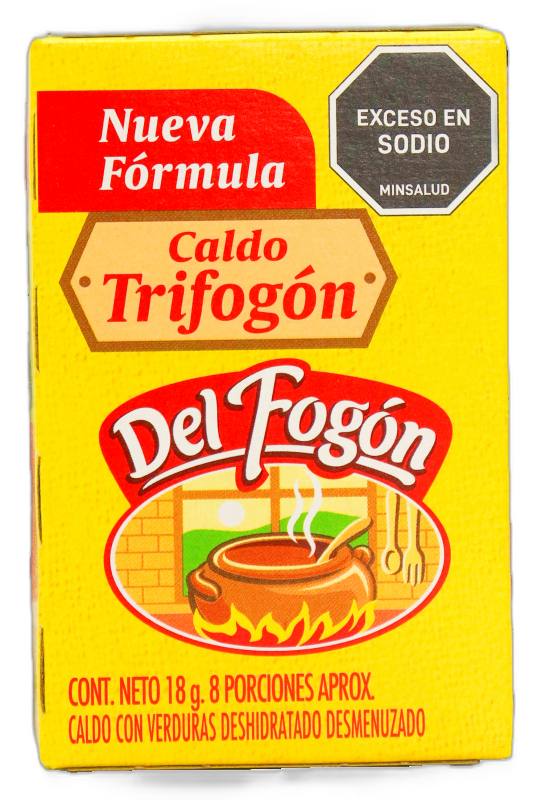 Nueva
Fórmula
EXCESO EN
SODIO
MINSALUD
Caldo
Trifogón
Del Fogón
CONT. NETO 18 g. 8 PORCIONES APROX.
CALDO CON VERDURAS DESHIDRATADO DESMENUZADO